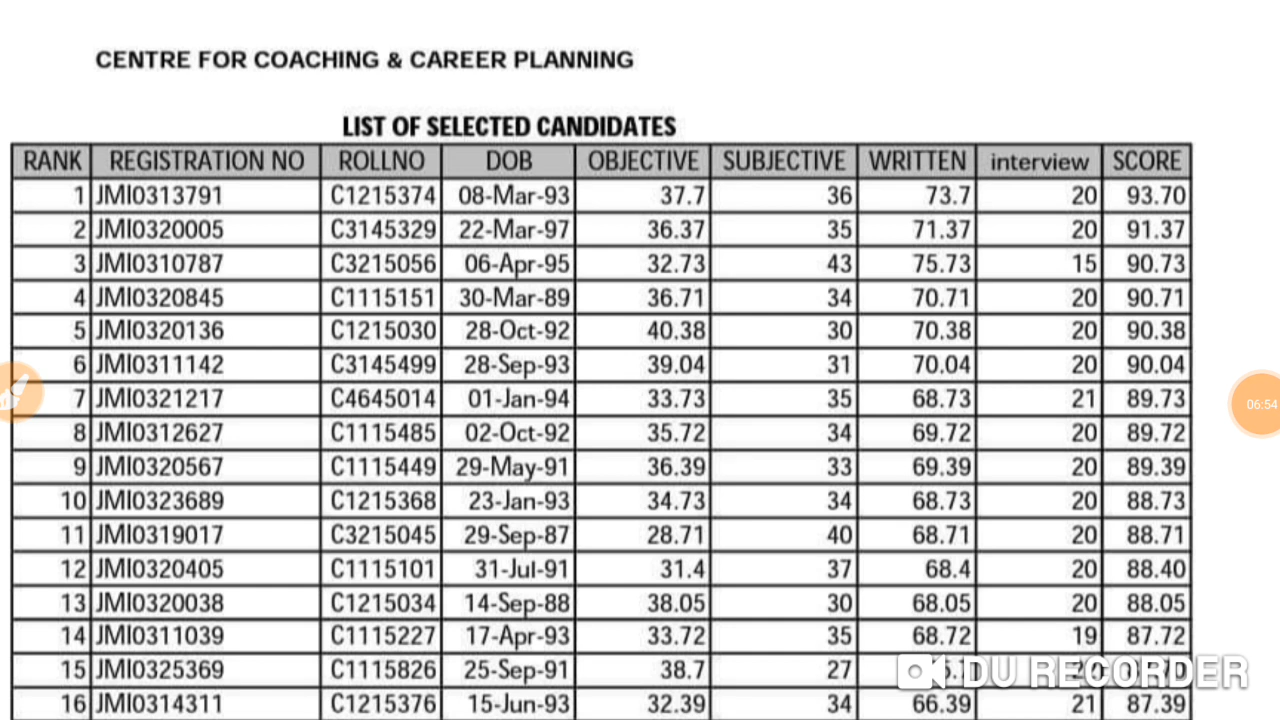 CENTRE FOR COACHING & CAREER PLANNING
LIST OF SELECTED CANDIDATES
RANK REGISTRATION NO ROLLNO DOB OBJECTIVE SUBJECTIVE WRITTEN interview SCORE
1 JMI0313791 C1215374 08-Mar-93 37.7 36 73.7 20 93.70
2 JMI0320005 C3145329 22-Mar-97 36.37 35 71.37 20 91.37
3 JMI0310787 C3215056 06-Apr-95 32.73 43 75.73 15 90.73
4 JMI0320845 C1115151 30-Mar-89 36.71 34 70.71 20 90.71
5 JMI0320136 C1215030 28-Oct-92 40.38 30 70.38 20 90.38
6 JMI0311142 C3145499 28-Sep-93 39.04 31 70.04 20 90.04
7 JMI0321217 C4645014 01-Jan-94 33.73 35 68.73 21 89.73
06:54
8 JMI0312627 C1115485 02-Oct-92 35.72 34 69.72 20 89.72
9 JMI0320567 C1115449 29-May-91 36.39 33 69.39 20 89.39
10 JMI0323689 C1215368 23-Jan-93 34.73 34 68.73 20 88.73
11 JMI0319017 C3215045 29-Sep-87 28.71 40 68.71 20 88.71
12 JMI0320405 C1115101 31-Jul-91 31.4 37 68.4 20 88.40
13 JMI0320038 C1215034 14-Sep-88 38.05 30 68.05 20 88.05
14 JMI0311039 C1115227 17-Apr-93 33.72 35 68.72 19 87.72
15 JMI0325369 C1115826 25-Sep-91 38.7 27
DU RECORDER
16 JMI0314311 C1215376 15-Jun-93 32.39 34 66.39 21 87.39